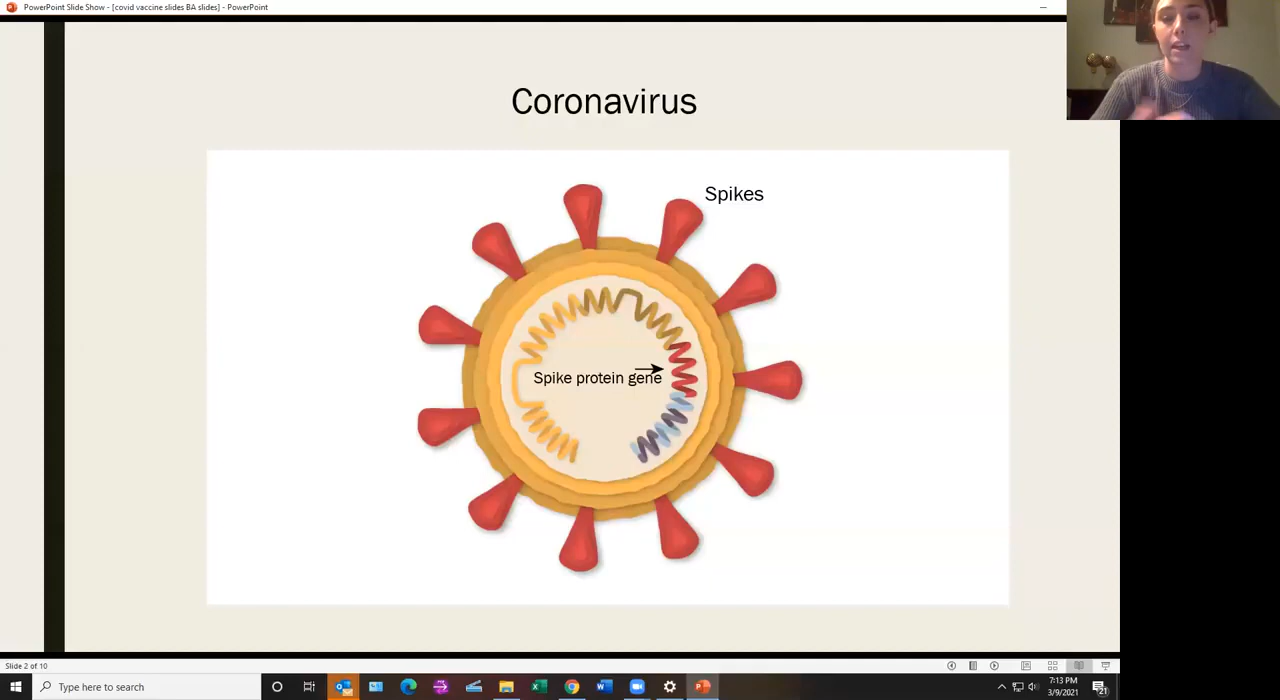 PowerPoint Slide Show - [covid vaccine slides BA slides] - PowerPoint
Coronavirus
Spikes
Spike protein gene
Slide 2 of 10
Type here to search
7:13 PM
3/9/2021
21